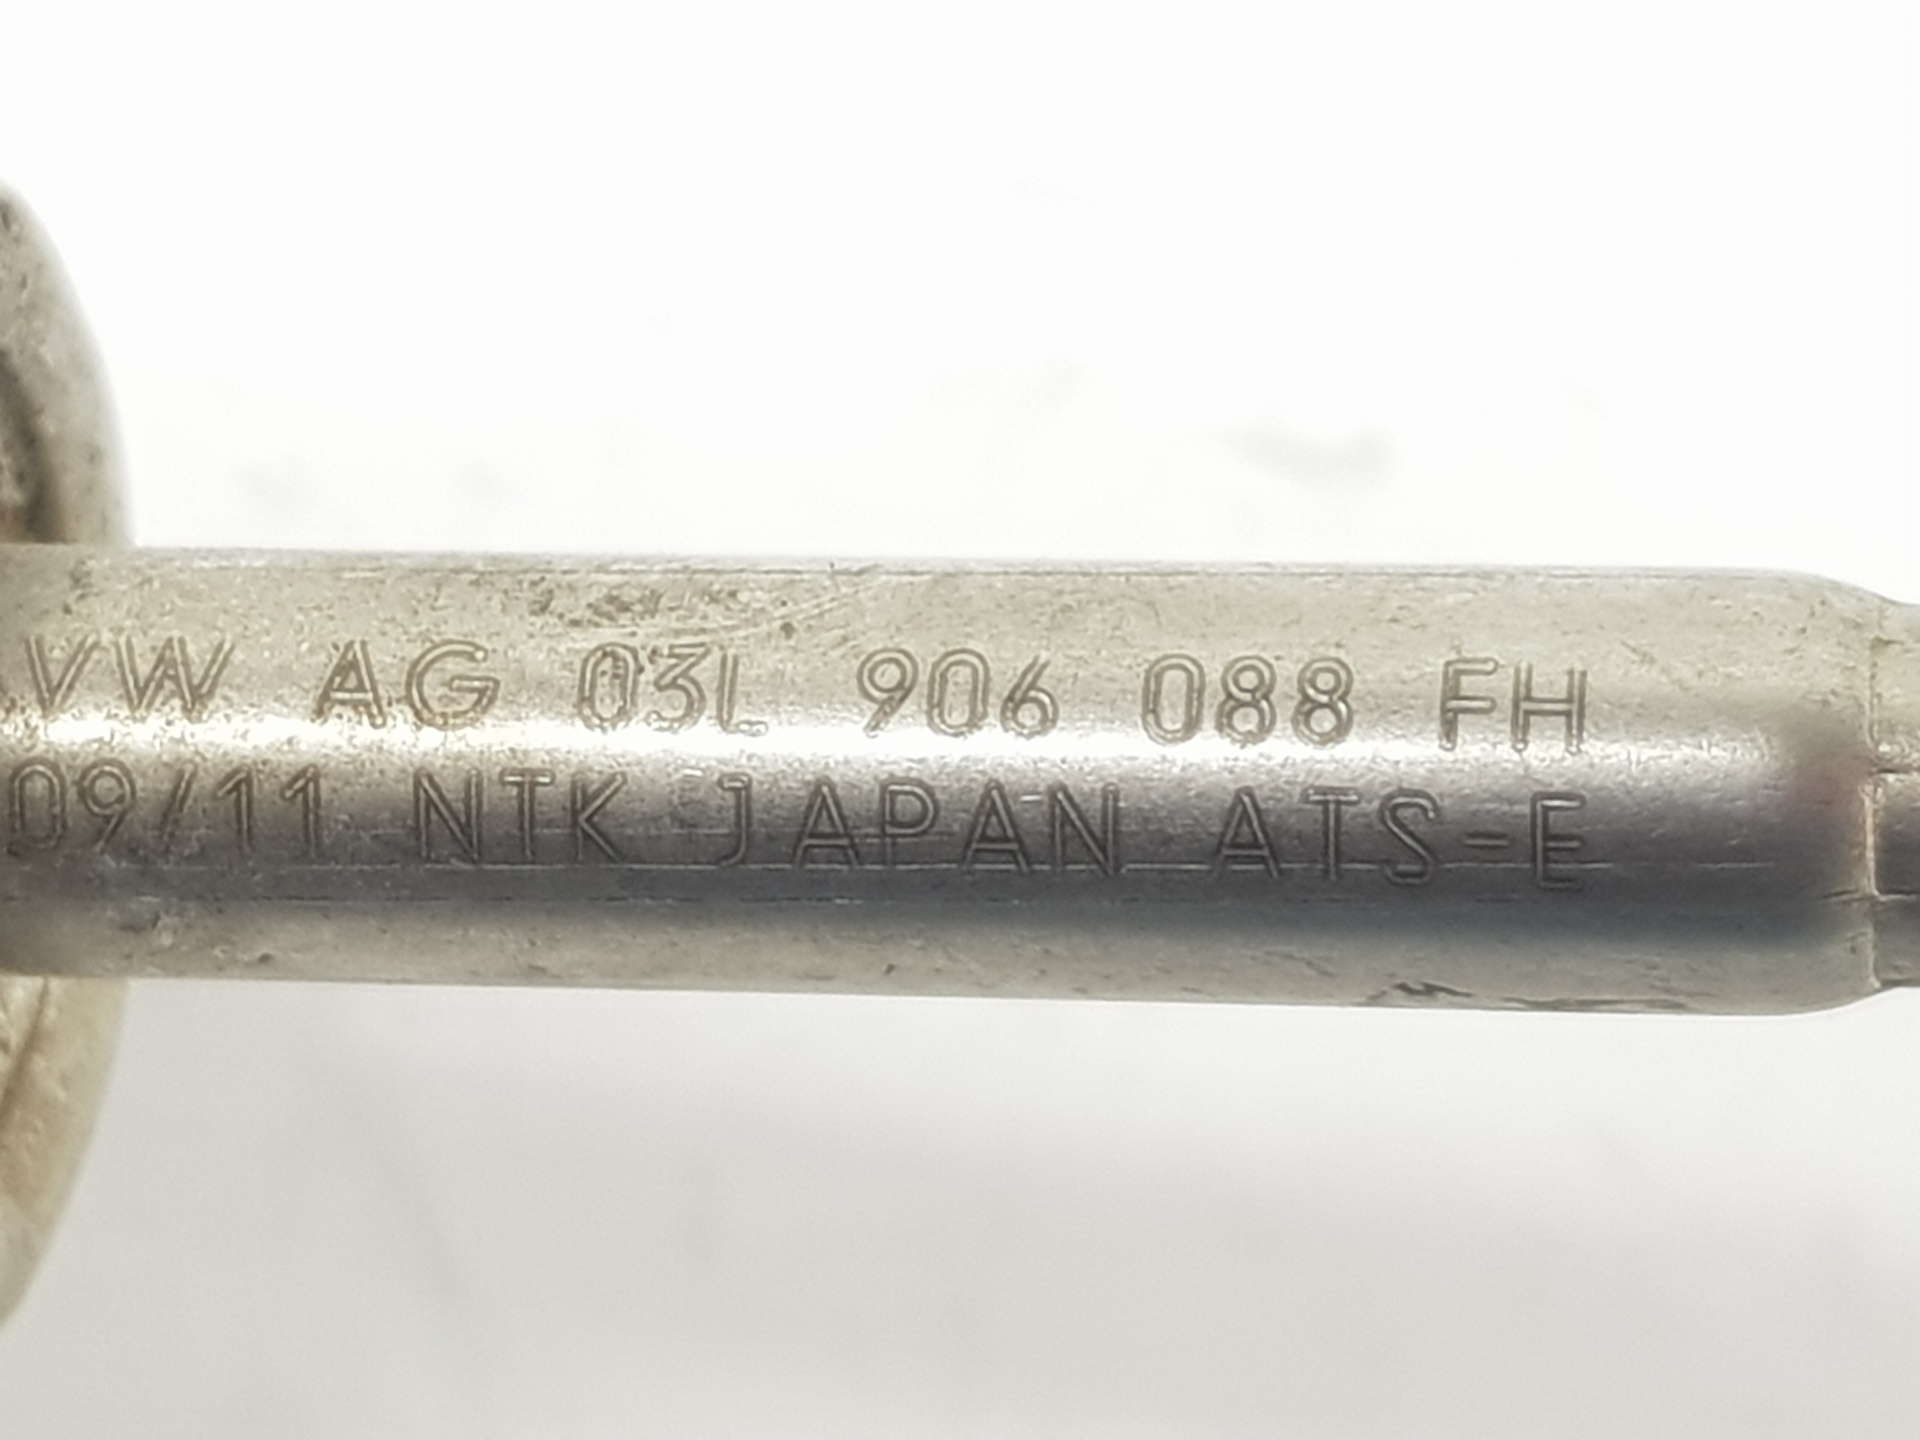 VW AG 03L 906 088 FH
09/11 NTK JAPAN ATS-E